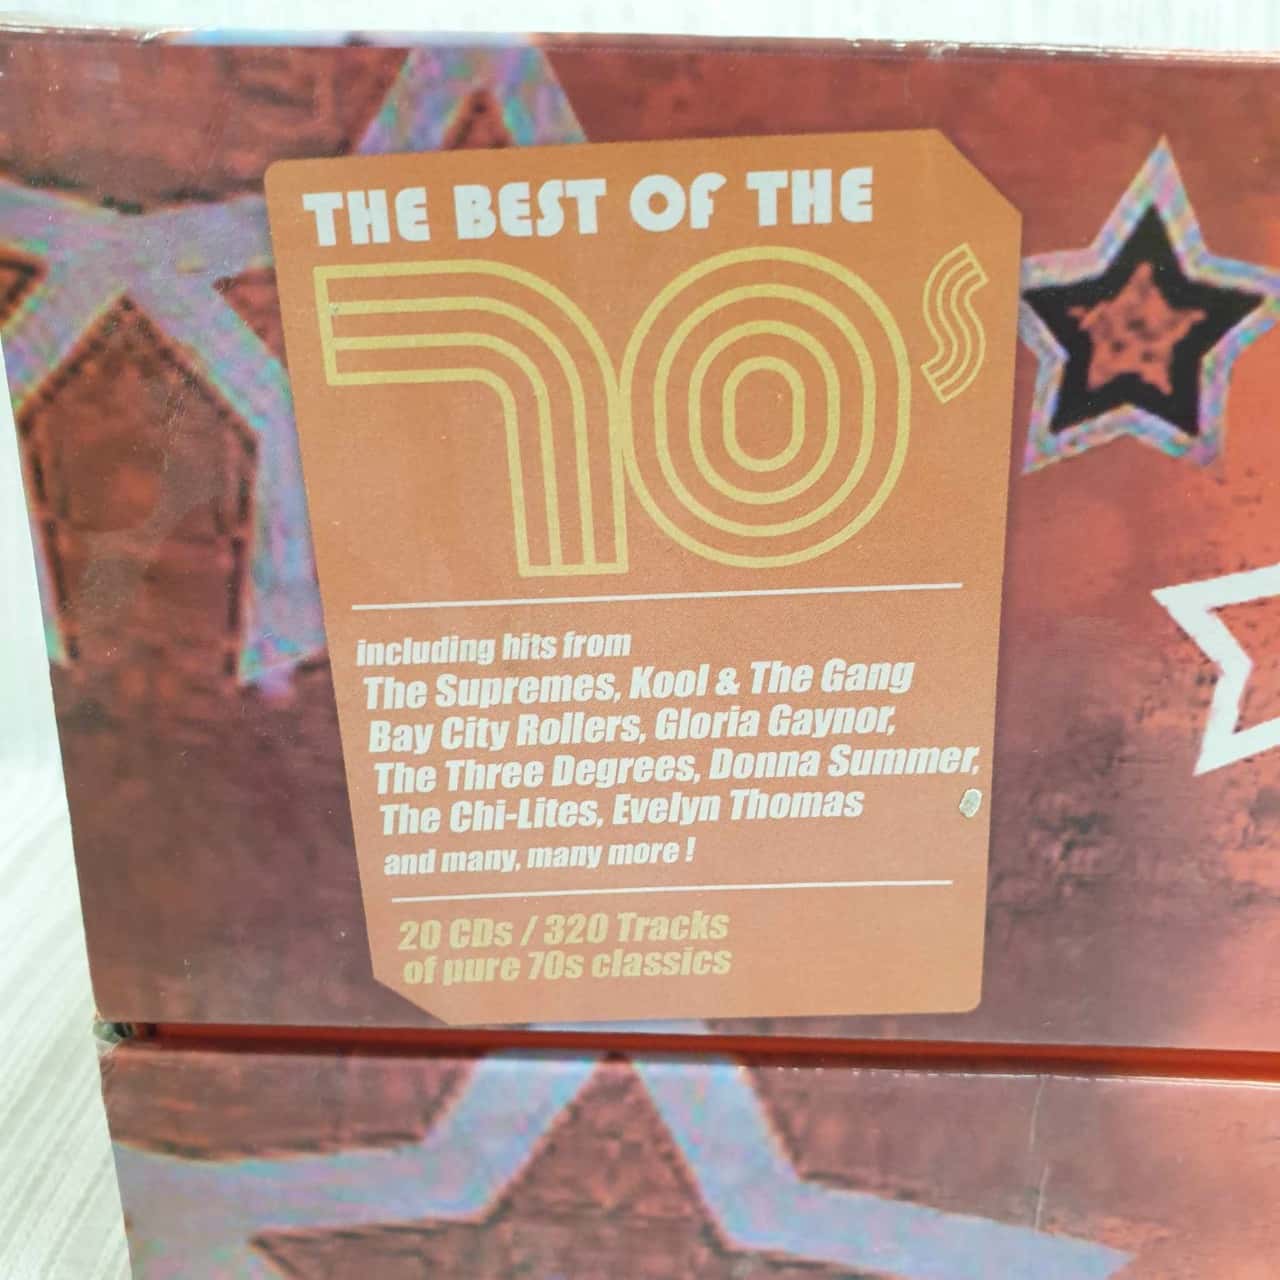 THE BEST OF THE
70s
including hits from
The Supremes, Kool & The Gang
Bay City Rollers, Gloria Gaynor,
The Three Degrees, Donna Summer,
The Chi-Lites, Evelyn Thomas
and many, many more !
20 CDs / 320 Tracks
of pure 70s classics